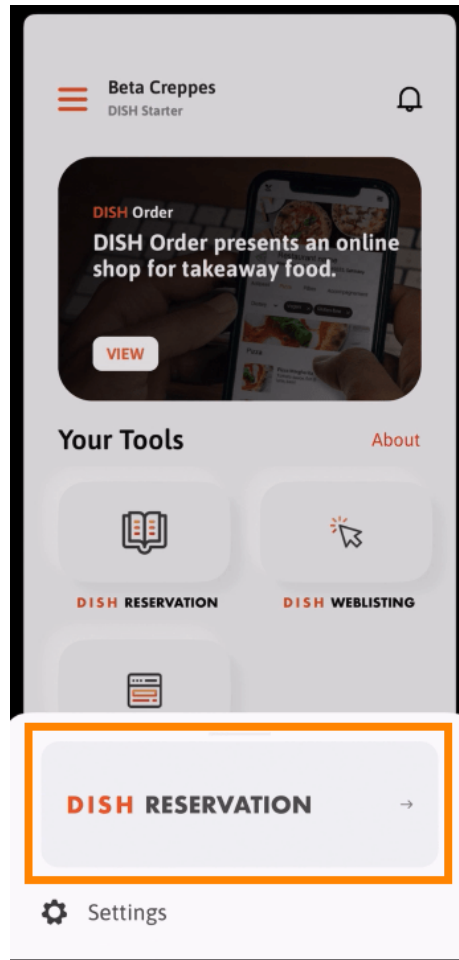 Beta Creppes
DISH Starter
DISH Order
DISH Order presents an online
shop for takeaway food.
VIEW
Your Tools
About
DISH RESERVATION
DISH WEBLISTING
DISH RESERVATION →
Settings